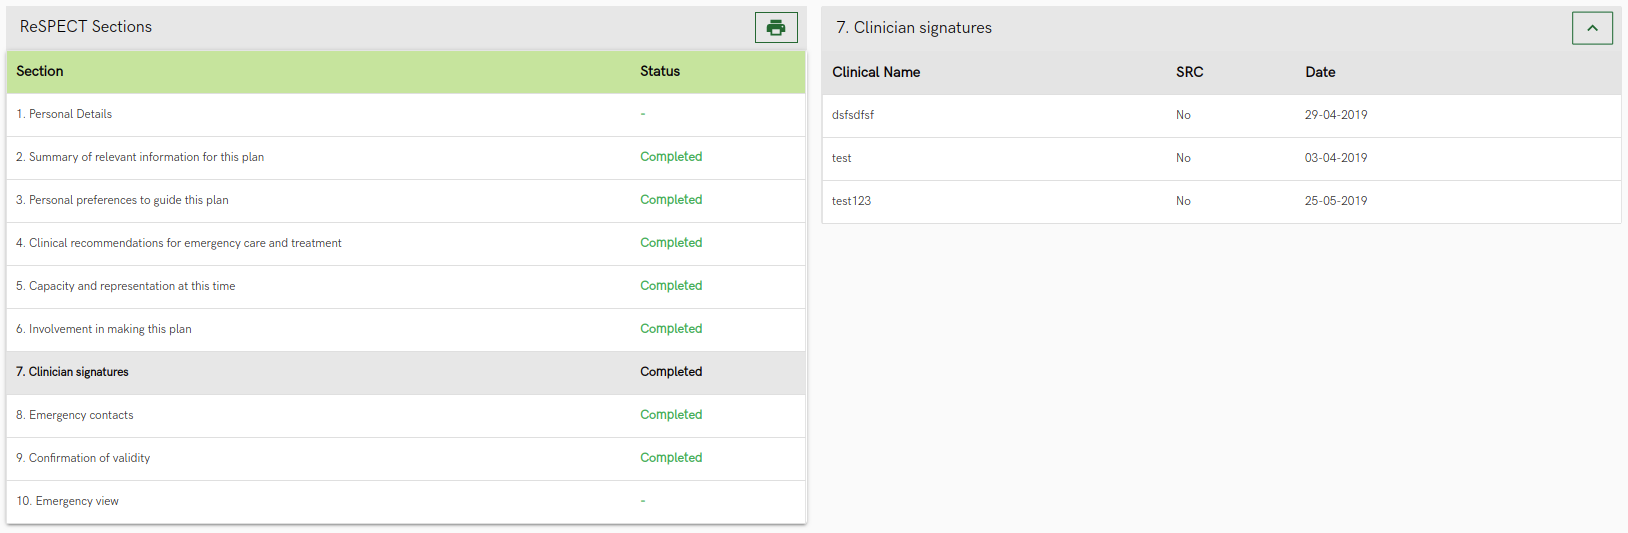 ReSPECT Sections
Section Status
1. Personal Details -
2. Summary of relevant information for this plan Completed
3. Personal preferences to guide this plan Completed
4. Clinical recommendations for emergency care and treatment Completed
5. Capacity and representation at this time Completed
6. Involvement in making this plan Completed
7. Clinician signatures Completed
8. Emergency contacts Completed
9. Confirmation of validity Completed
10. Emergency view -
7. Clinician signatures
Clinical Name SRC Date
dsfsdfsf No 29-04-2019
test No 03-04-2019
test123 No 25-05-2019